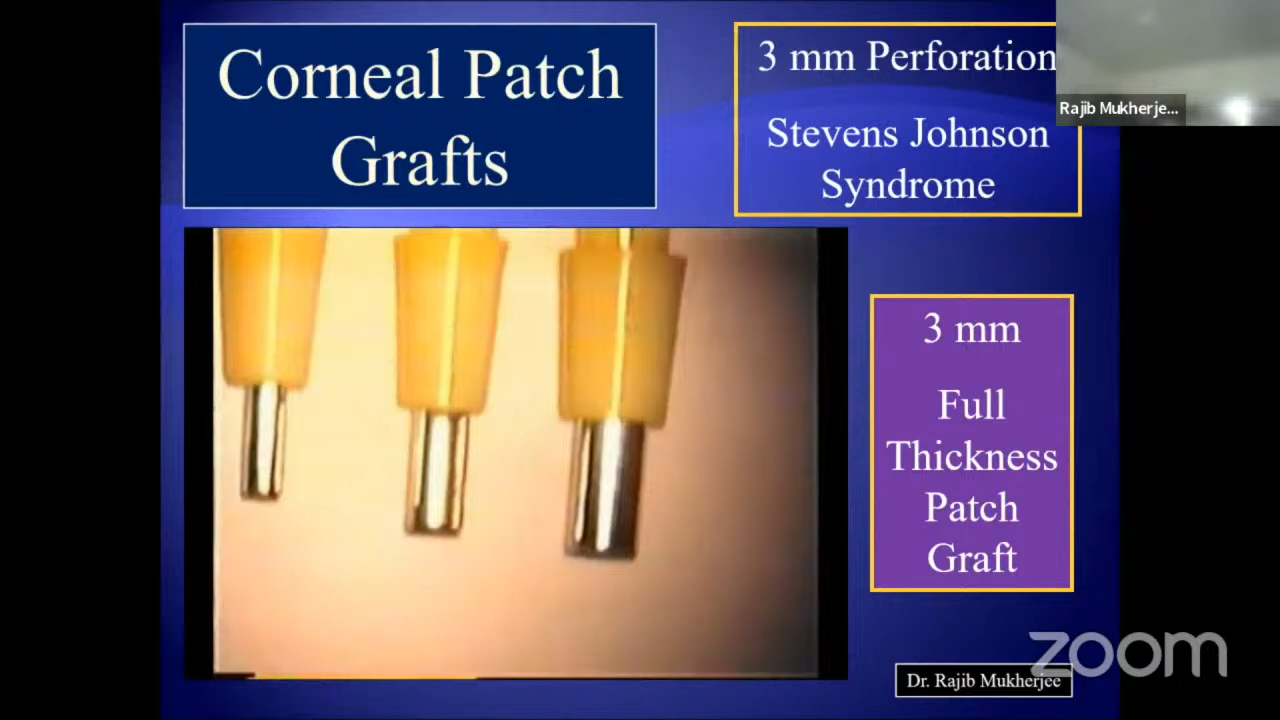 Corneal Patch
Grafts
3 mm Perforation
Stevens Johnson
Syndrome
Rajib Mukherje...
3 mm
Full
Thickness
Patch
Graft
zoom
Dr. Rajib Mukherjee